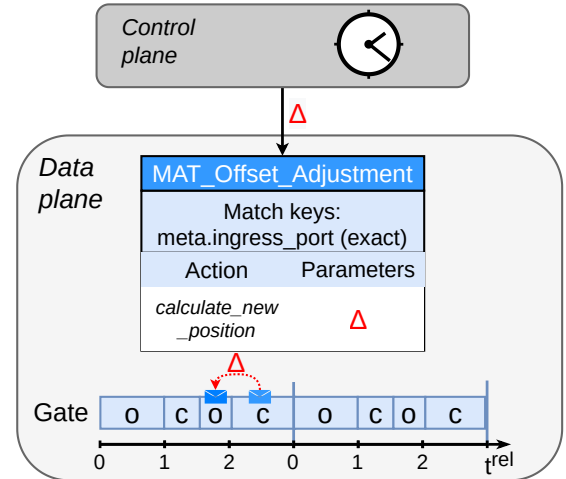 Control
plane
Δ
Data
plane
MAT_Offset_Adjustment
Match keys:
meta.ingress_port (exact)
Action Parameters
calculate_new
_position
Δ
Δ
Gate o c o c o c o c
0 1 2 0 1 2 t^rel